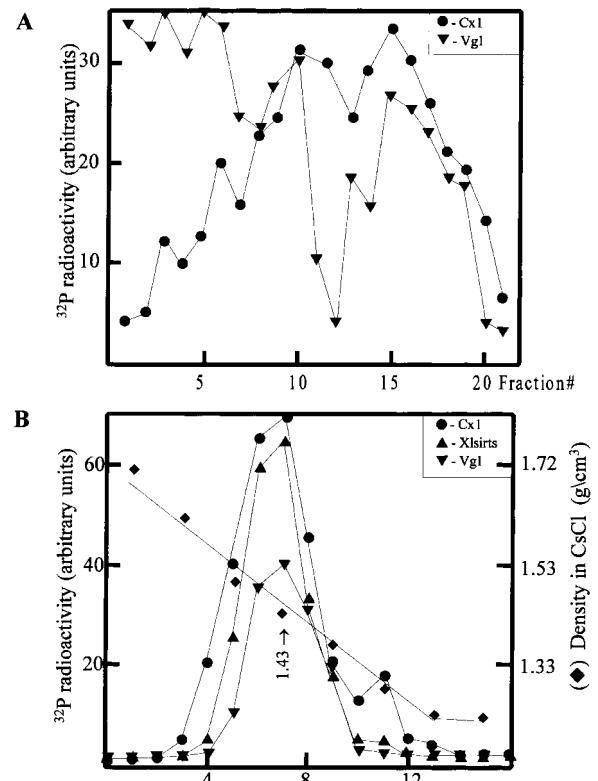 A
³²P radioactivity (arbitrary units)
30
20
10
● - Cx1
▼ - Vg1
5
10
15
20 Fraction#
B
³²P radioactivity (arbitrary units)
60
40
20
● - Cx1
▲ - Xlsirts
▼ - Vg1
1.43 →
1.72
1.53
1.33
(◆) Density in CsCl (g\cm³)
4
8
12